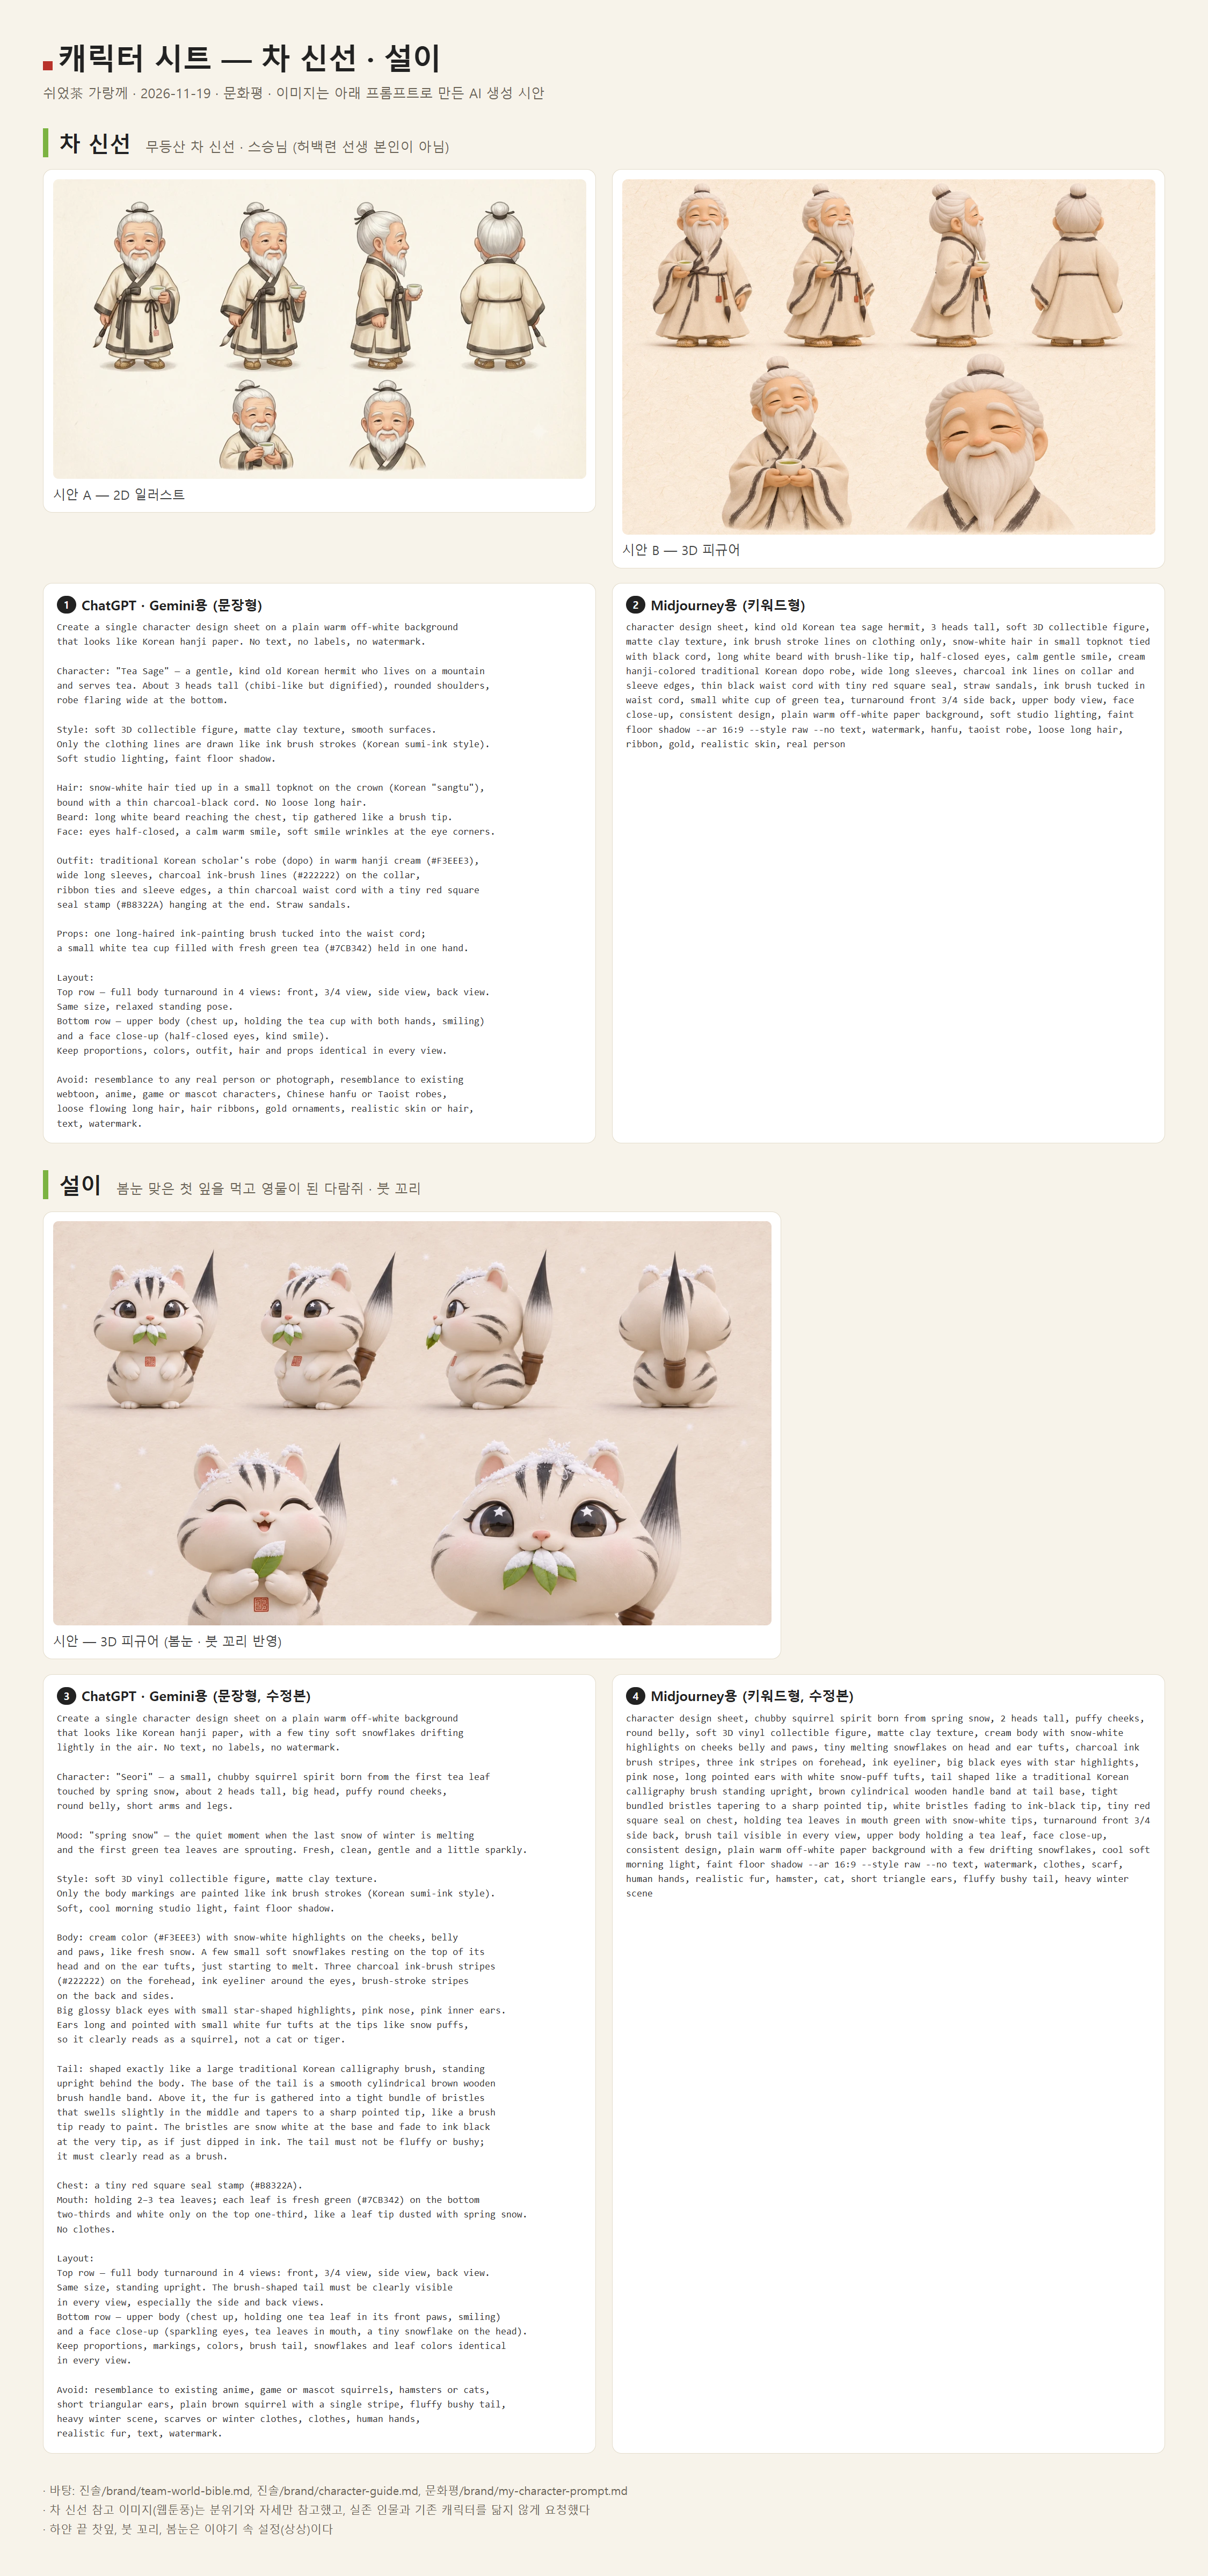 캐릭터 시트 — 차 신선 · 설이
쉬었茶 가랑께 · 2026-11-19 · 문화평 · 이미지는 아래 프롬프트로 만든 AI 생성 시안
차 신선 무등산 차 신선 · 스승님 (허백련 선생 본인이 아님)
시안 A — 2D 일러스트
시안 B — 3D 피규어
1 ChatGPT · Gemini용 (문장형)
Create a single character design sheet on a plain warm off-white background
that looks like Korean hanji paper. No text, no labels, no watermark.
Character: "Tea Sage" — a gentle, kind old Korean hermit who lives on a mountain
and serves tea. About 3 heads tall (chibi-like but dignified), rounded shoulders,
robe flaring wide at the bottom.
Style: soft 3D collectible figure, matte clay texture, smooth surfaces.
Only the clothing lines are drawn like ink brush strokes (Korean sumi-ink style).
Soft studio lighting, faint floor shadow.
Hair: snow-white hair tied up in a small topknot on the crown (Korean "sangtu"),
bound with a thin charcoal-black cord. No loose long hair.
Beard: long white beard reaching the chest, tip gathered like a brush tip.
Face: eyes half-closed, a calm warm smile, soft smile wrinkles at the eye corners.
Outfit: traditional Korean scholar's robe (dopo) in warm hanji cream (#F3EEE3),
wide long sleeves, charcoal ink-brush lines (#222222) on the collar,
ribbon ties and sleeve edges, a thin charcoal waist cord with a tiny red square
seal stamp (#B8322A) hanging at the end. Straw sandals.
Props: one long-haired ink-painting brush tucked into the waist cord;
a small white tea cup filled with fresh green tea (#7CB342) held in one hand.
Layout:
Top row — full body turnaround in 4 views: front, 3/4 view, side view, back view.
Same size, relaxed standing pose.
Bottom row — upper body (chest up, holding the tea cup with both hands, smiling)
and a face close-up (half-closed eyes, kind smile).
Keep proportions, colors, outfit, hair and props identical in every view.
Avoid: resemblance to any real person or photograph, resemblance to existing
webtoon, anime, game or mascot characters, Chinese hanfu or Taoist robes,
loose flowing long hair, hair ribbons, gold ornaments, realistic skin or hair,
text, watermark.
2 Midjourney용 (키워드형)
character design sheet, kind old Korean tea sage hermit, 3 heads tall, soft 3D collectible figure,
matte clay texture, ink brush stroke lines on clothing only, snow-white hair in small topknot tied
with black cord, long white beard with brush-like tip, half-closed eyes, calm gentle smile, cream
hanji-colored traditional Korean dopo robe, wide long sleeves, charcoal ink lines on collar and
sleeve edges, thin black waist cord with tiny red square seal, straw sandals, ink brush tucked in
waist cord, small white cup of green tea, turnaround front 3/4 side back, upper body view, face
close-up, consistent design, plain warm off-white paper background, soft studio lighting, faint
floor shadow --ar 16:9 --style raw --no text, watermark, hanfu, taoist robe, loose long hair,
ribbon, gold, realistic skin, real person
설이 봄눈 맞은 첫 잎을 먹고 영물이 된 다람쥐 · 붓 꼬리
시안 — 3D 피규어 (봄눈 · 붓 꼬리 반영)
3 ChatGPT · Gemini용 (문장형, 수정본)
Create a single character design sheet on a plain warm off-white background
that looks like Korean hanji paper, with a few tiny soft snowflakes drifting
lightly in the air. No text, no labels, no watermark.
Character: "Seori" — a small, chubby squirrel spirit born from the first tea leaf
touched by spring snow, about 2 heads tall, big head, puffy round cheeks,
round belly, short arms and legs.
Mood: "spring snow" — the quiet moment when the last snow of winter is melting
and the first green tea leaves are sprouting. Fresh, clean, gentle and a little sparkly.
Style: soft 3D vinyl collectible figure, matte clay texture.
Only the body markings are painted like ink brush strokes (Korean sumi-ink style).
Soft, cool morning studio light, faint floor shadow.
Body: cream color (#F3EEE3) with snow-white highlights on the cheeks, belly
and paws, like fresh snow. A few small soft snowflakes resting on the top of its
head and on the ear tufts, just starting to melt. Three charcoal ink-brush stripes
(#222222) on the forehead, ink eyeliner around the eyes, brush-stroke stripes
on the back and sides.
Big glossy black eyes with small star-shaped highlights, pink nose, pink inner ears.
Ears long and pointed with small white fur tufts at the tips like snow puffs,
so it clearly reads as a squirrel, not a cat or tiger.
Tail: shaped exactly like a large traditional Korean calligraphy brush, standing
upright behind the body. The base of the tail is a smooth cylindrical brown wooden
brush handle band. Above it, the fur is gathered into a tight bundle of bristles
that swells slightly in the middle and tapers to a sharp pointed tip, like a brush
tip ready to paint. The bristles are snow white at the base and fade to ink black
at the very tip, as if just dipped in ink. The tail must not be fluffy or bushy;
it must clearly read as a brush.
Chest: a tiny red square seal stamp (#B8322A).
Mouth: holding 2–3 tea leaves; each leaf is fresh green (#7CB342) on the bottom
two-thirds and white only on the top one-third, like a leaf tip dusted with spring snow.
No clothes.
Layout:
Top row — full body turnaround in 4 views: front, 3/4 view, side view, back view.
Same size, standing upright. The brush-shaped tail must be clearly visible
in every view, especially the side and back views.
Bottom row — upper body (chest up, holding one tea leaf in its front paws, smiling)
and a face close-up (sparkling eyes, tea leaves in mouth, a tiny snowflake on the head).
Keep proportions, markings, colors, brush tail, snowflakes and leaf colors identical
in every view.
Avoid: resemblance to existing anime, game or mascot squirrels, hamsters or cats,
short triangular ears, plain brown squirrel with a single stripe, fluffy bushy tail,
heavy winter scene, scarves or winter clothes, clothes, human hands,
realistic fur, text, watermark.
4 Midjourney용 (키워드형, 수정본)
character design sheet, chubby squirrel spirit born from spring snow, 2 heads tall, puffy cheeks,
round belly, soft 3D vinyl collectible figure, matte clay texture, cream body with snow-white
highlights on cheeks belly and paws, tiny melting snowflakes on head and ear tufts, charcoal ink
brush stripes, three ink stripes on forehead, ink eyeliner, big black eyes with star highlights,
pink nose, long pointed ears with white snow-puff tufts, tail shaped like a traditional Korean
calligraphy brush standing upright, brown cylindrical wooden handle band at tail base, tight
bundled bristles tapering to a sharp pointed tip, white bristles fading to ink-black tip, tiny red
square seal on chest, holding tea leaves in mouth green with snow-white tips, turnaround front 3/4
side back, brush tail visible in every view, upper body holding a tea leaf, face close-up,
consistent design, plain warm off-white paper background with a few drifting snowflakes, cool soft
morning light, faint floor shadow --ar 16:9 --style raw --no text, watermark, clothes, scarf,
human hands, realistic fur, hamster, cat, short triangle ears, fluffy bushy tail, heavy winter
scene
· 바탕: 진솔/brand/team-world-bible.md, 진솔/brand/character-guide.md, 문화평/brand/my-character-prompt.md
· 차 신선 참고 이미지(웹툰풍)는 분위기와 자세만 참고했고, 실존 인물과 기존 캐릭터를 닮지 않게 요청했다
· 하얀 끝 찻잎, 붓 꼬리, 봄눈은 이야기 속 설정(상상)이다